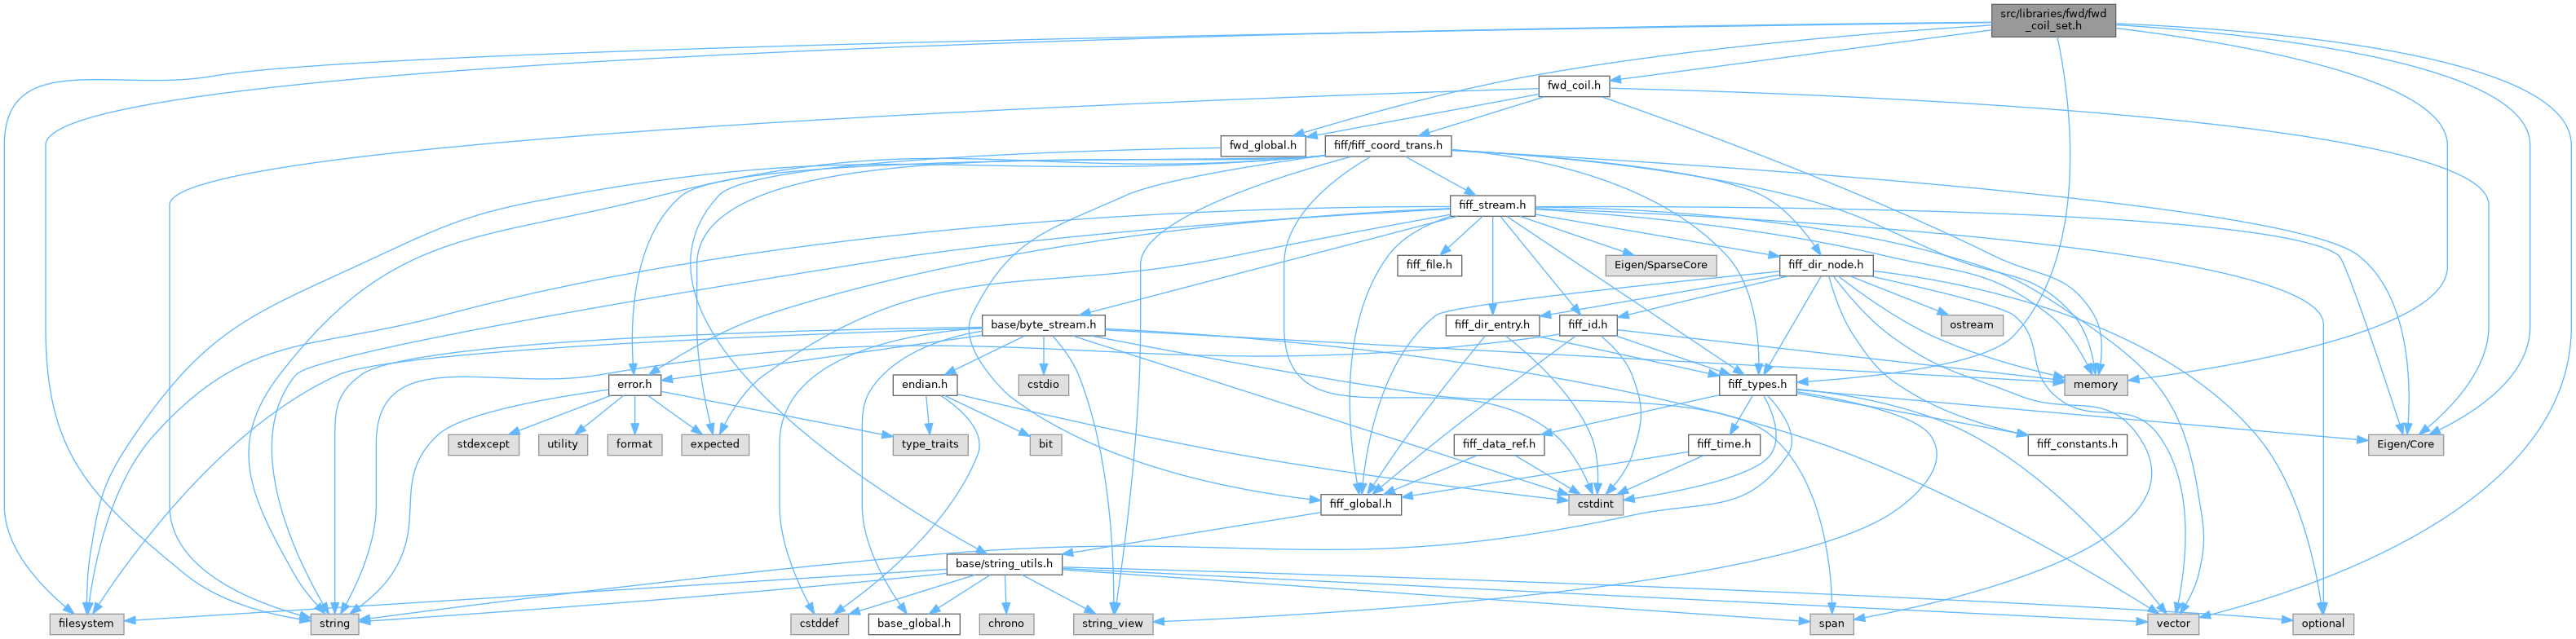 src/libraries/fwd/fwd
_coil_set.h
fwd_coil.h
fwd_global.h
fiff/fiff_coord_trans.h
fiff_stream.h
fiff_file.h
Eigen/SparseCore
fiff_dir_node.h
base/byte_stream.h
fiff_dir_entry.h
fiff_id.h
ostream
error.h
endian.h
cstdio
fiff_types.h
memory
stdexcept
utility
format
expected
type_traits
bit
fiff_data_ref.h
fiff_time.h
fiff_constants.h
Eigen/Core
fiff_global.h
cstdint
base/string_utils.h
filesystem
string
cstddef
base_global.h
chrono
string_view
span
vector
optional